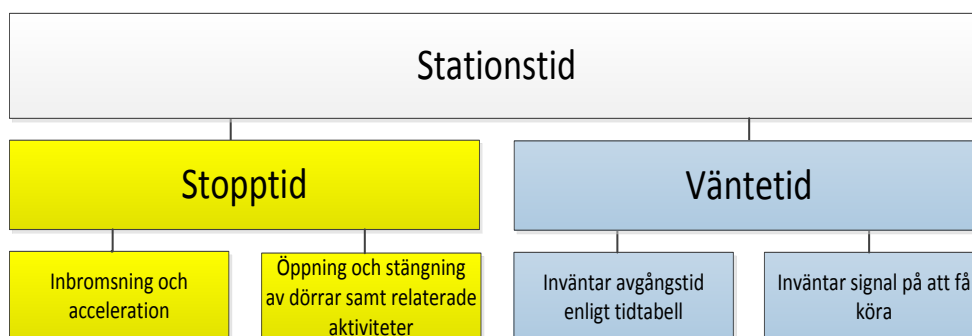 Stationstid
Stopptid
Väntetid
Inbromsning och
acceleration
Öppning och stängning
av dörrar samt relaterade
aktiviteter
Inväntar avgångstid
enligt tidtabell
Inväntar signal på att få
köra